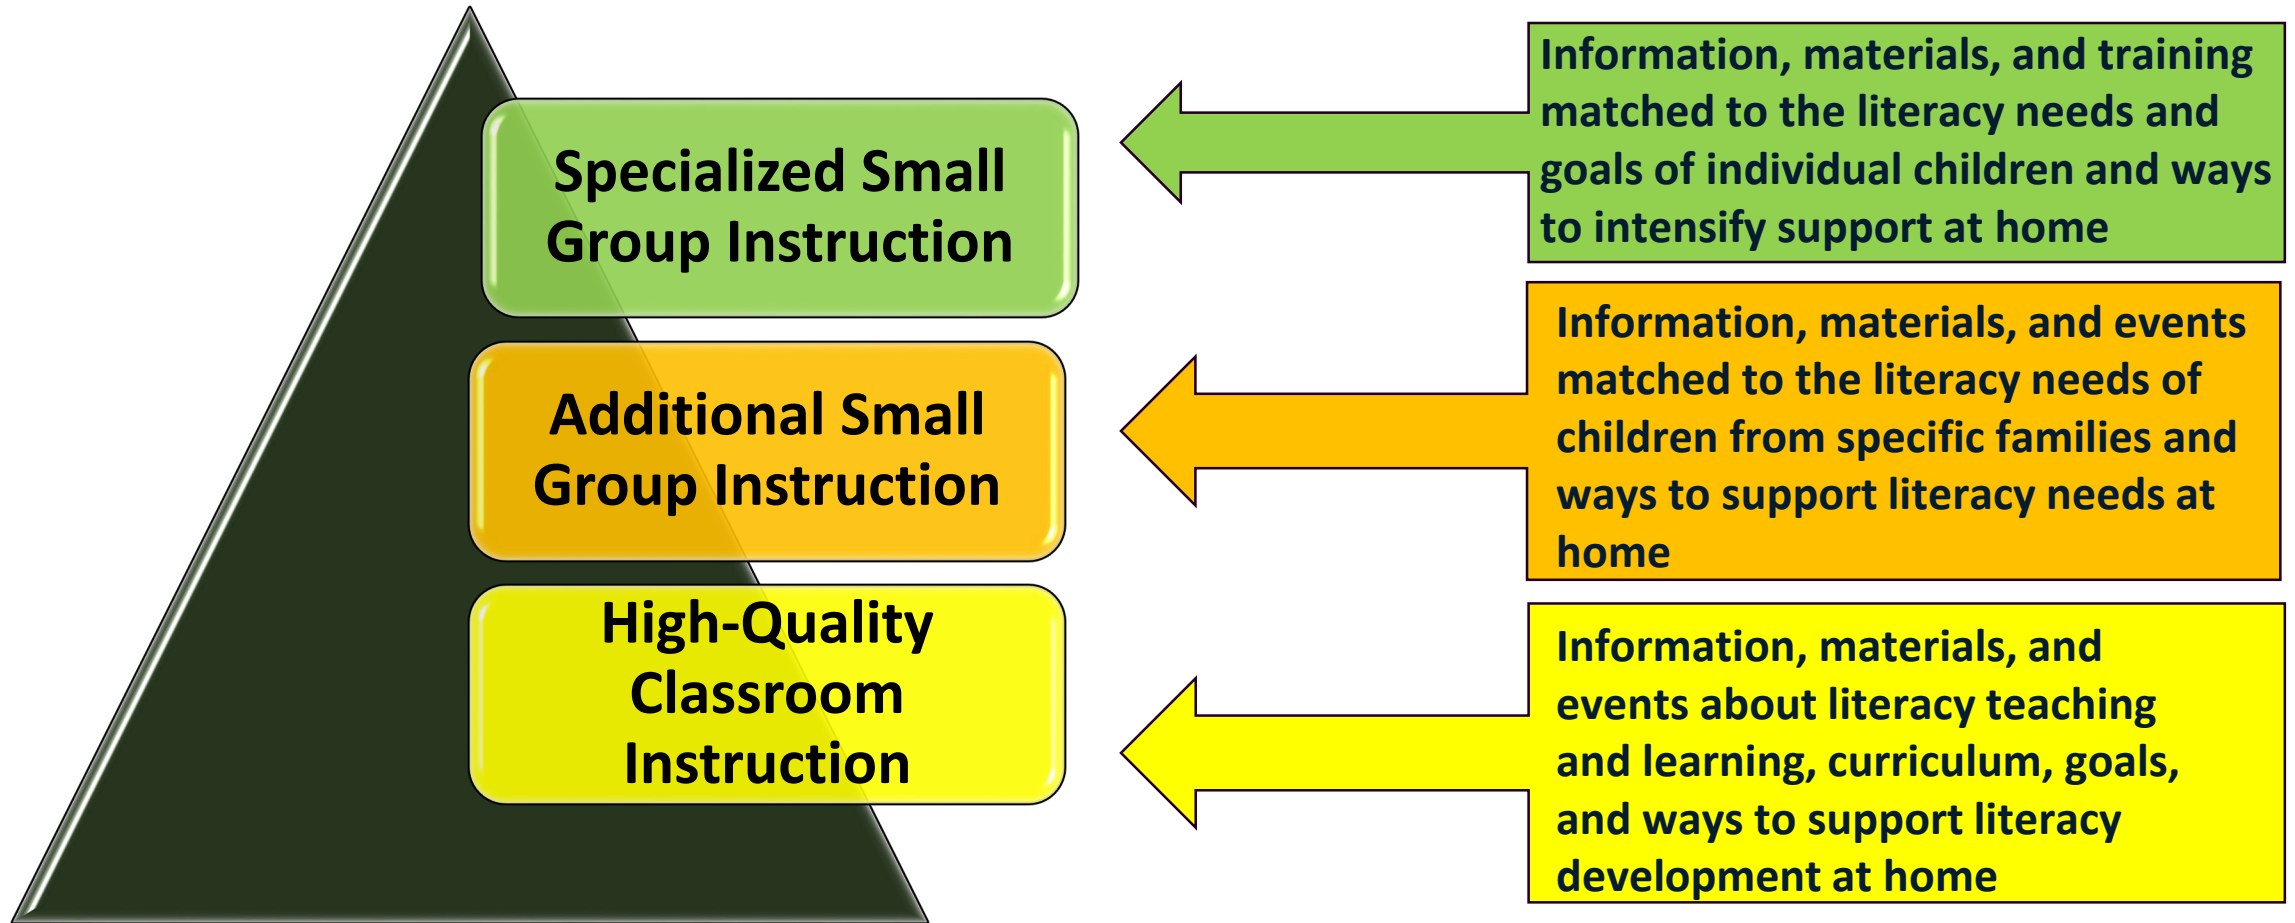 Specialized Small
Group Instruction
Information, materials, and training
matched to the literacy needs and
goals of individual children and ways
to intensify support at home
Additional Small
Group Instruction
Information, materials, and events
matched to the literacy needs of
children from specific families and
ways to support literacy needs at
home
High-Quality
Classroom
Instruction
Information, materials, and
events about literacy teaching
and learning, curriculum, goals,
and ways to support literacy
development at home